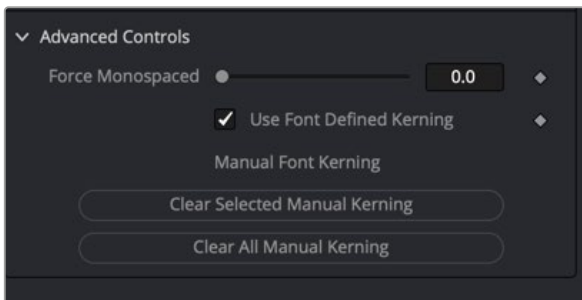 Advanced Controls
Force Monospaced 0.0
Use Font Defined Kerning
Manual Font Kerning
Clear Selected Manual Kerning
Clear All Manual Kerning